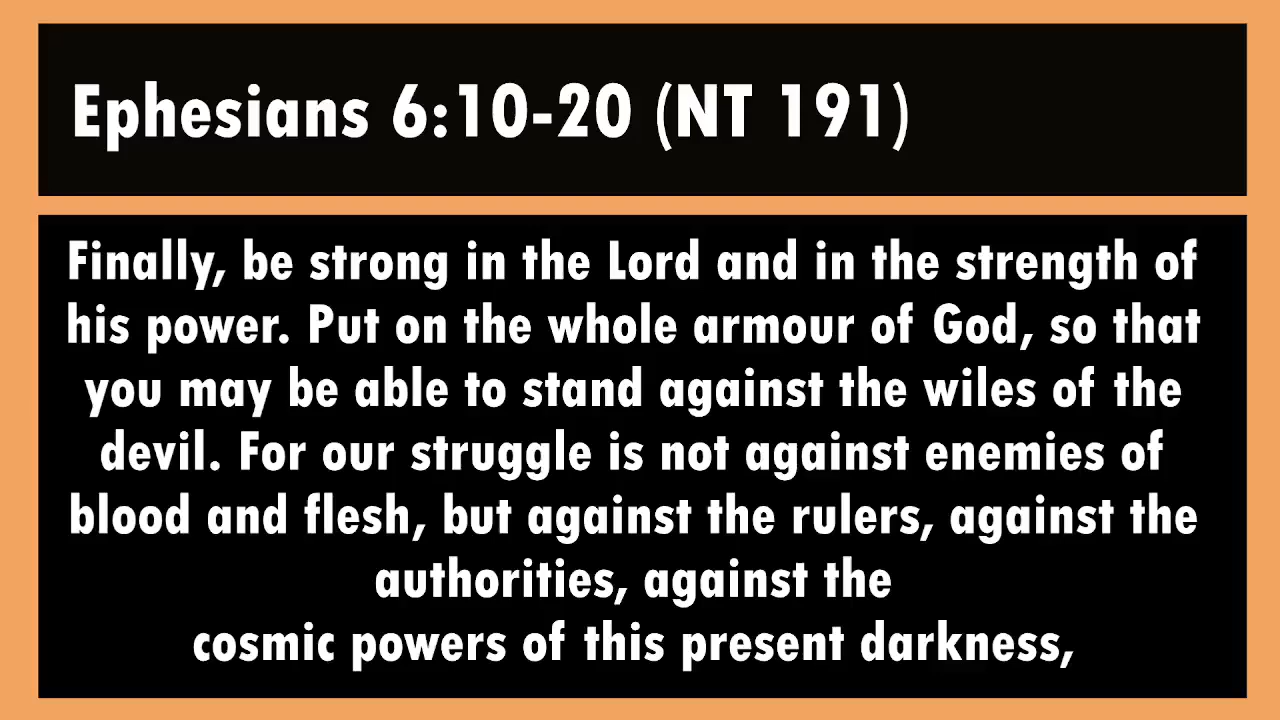 Ephesians 6:10-20 (NT 191)
Finally, be strong in the Lord and in the strength of
his power. Put on the whole armour of God, so that
you may be able to stand against the wiles of the
devil. For our struggle is not against enemies of
blood and flesh, but against the rulers, against the
authorities, against the
cosmic powers of this present darkness,